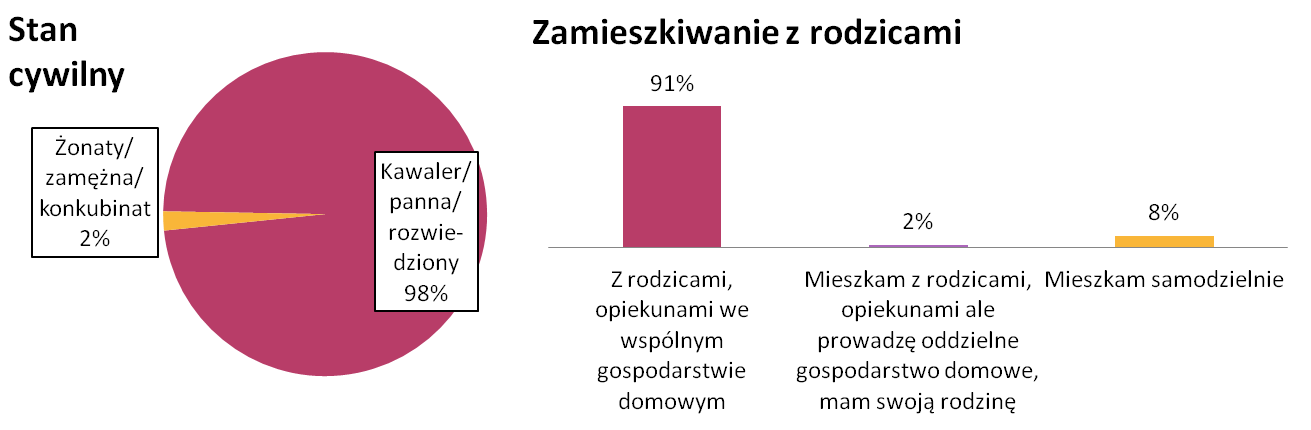 Stan
cywilny
Żonaty/
zamężna/
konkubinat
2%
Kawaler/
panna/
rozwie-
dziony
98%
Zamieszkiwanie z rodzicami
91%
2%
8%
Z rodzicami,
opiekunami we
wspólnym
gospodarstwie
domowym
Mieszkam z rodzicami,
opiekunami ale
prowadzę oddzielne
gospodarstwo domowe,
mam swoją rodzinę
Mieszkam samodzielnie